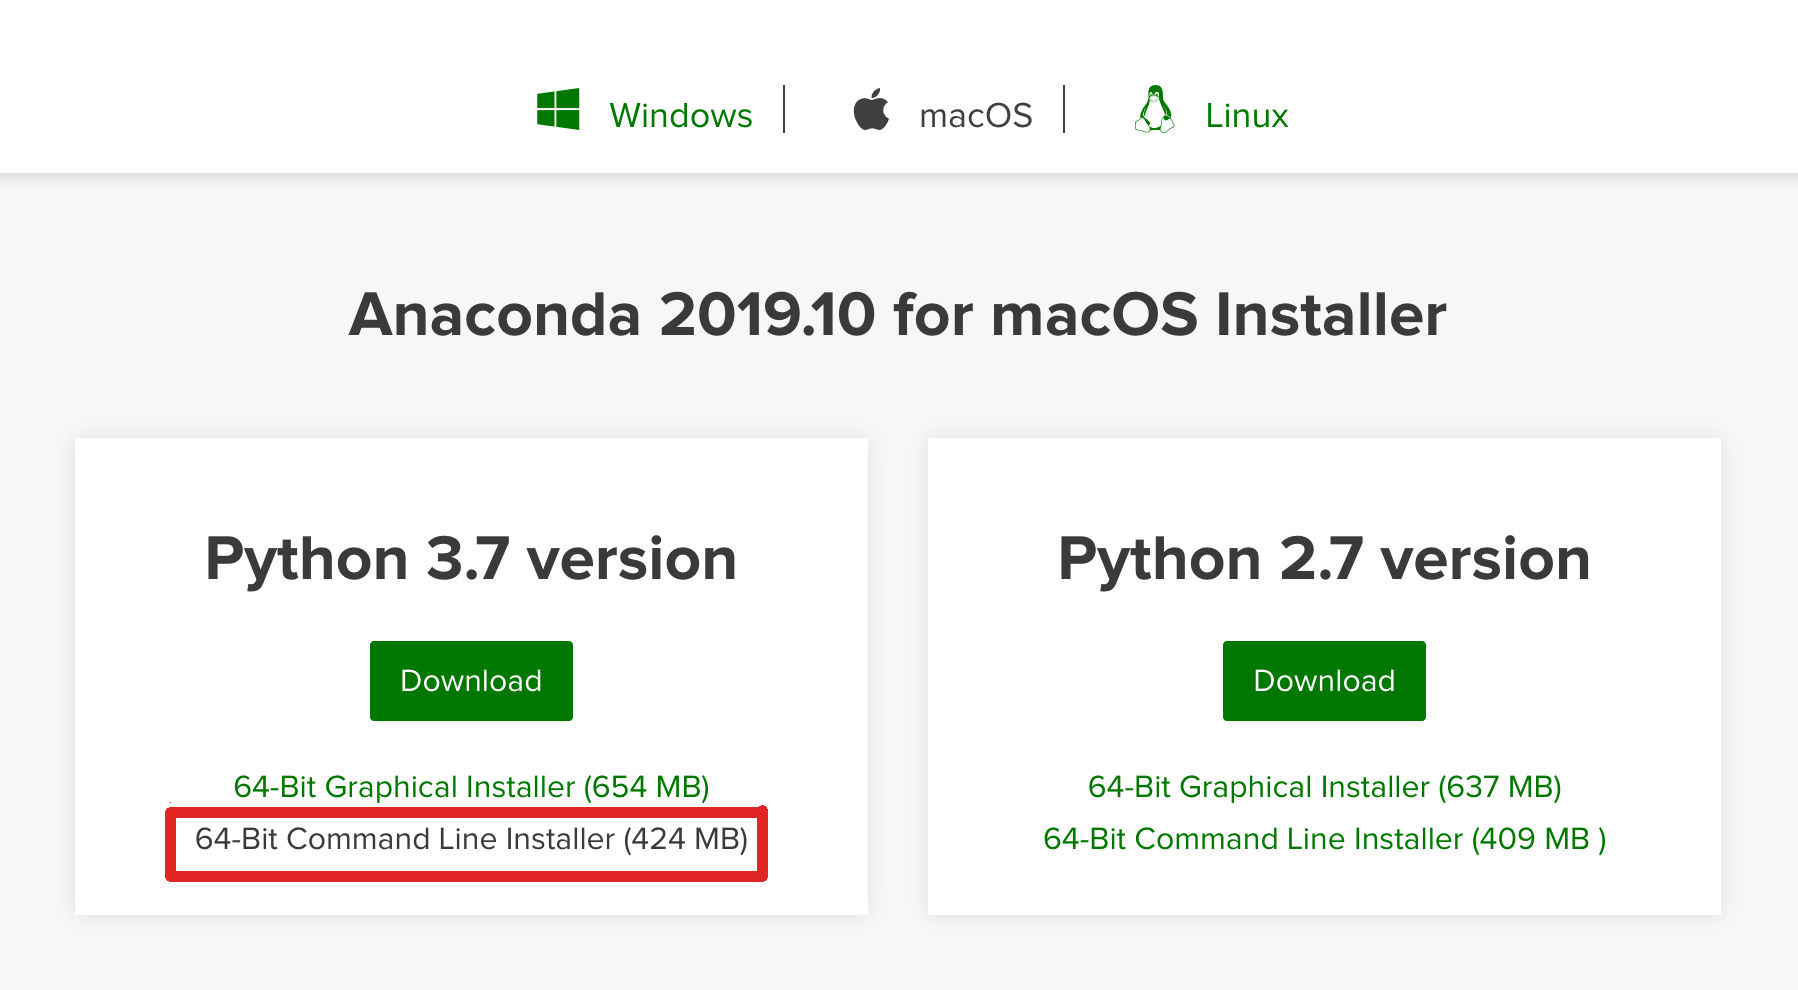 Windows macOS Linux
Anaconda 2019.10 for macOS Installer
Python 3.7 version
Download
64-Bit Graphical Installer (654 MB)
64-Bit Command Line Installer (424 MB)
Python 2.7 version
Download
64-Bit Graphical Installer (637 MB)
64-Bit Command Line Installer (409 MB )